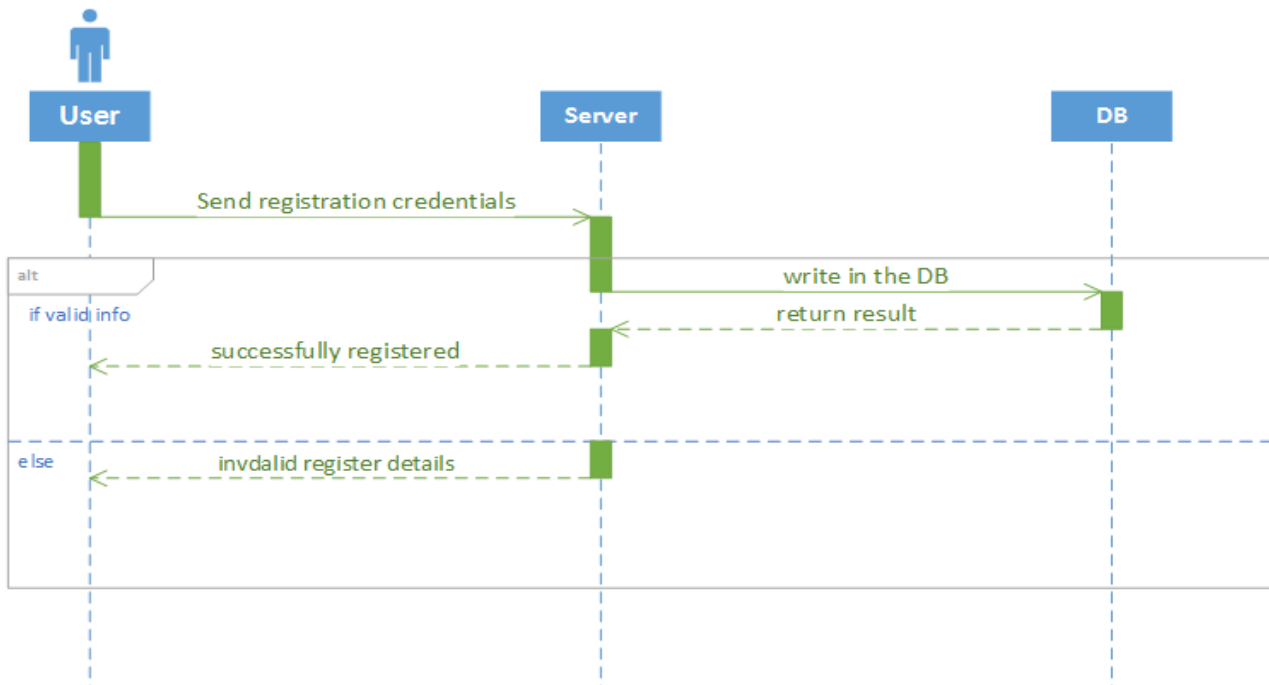 User
Server
DB
Send registration credentials
alt
write in the DB
if valid info
return result
successfully registered
else
invdalid register details